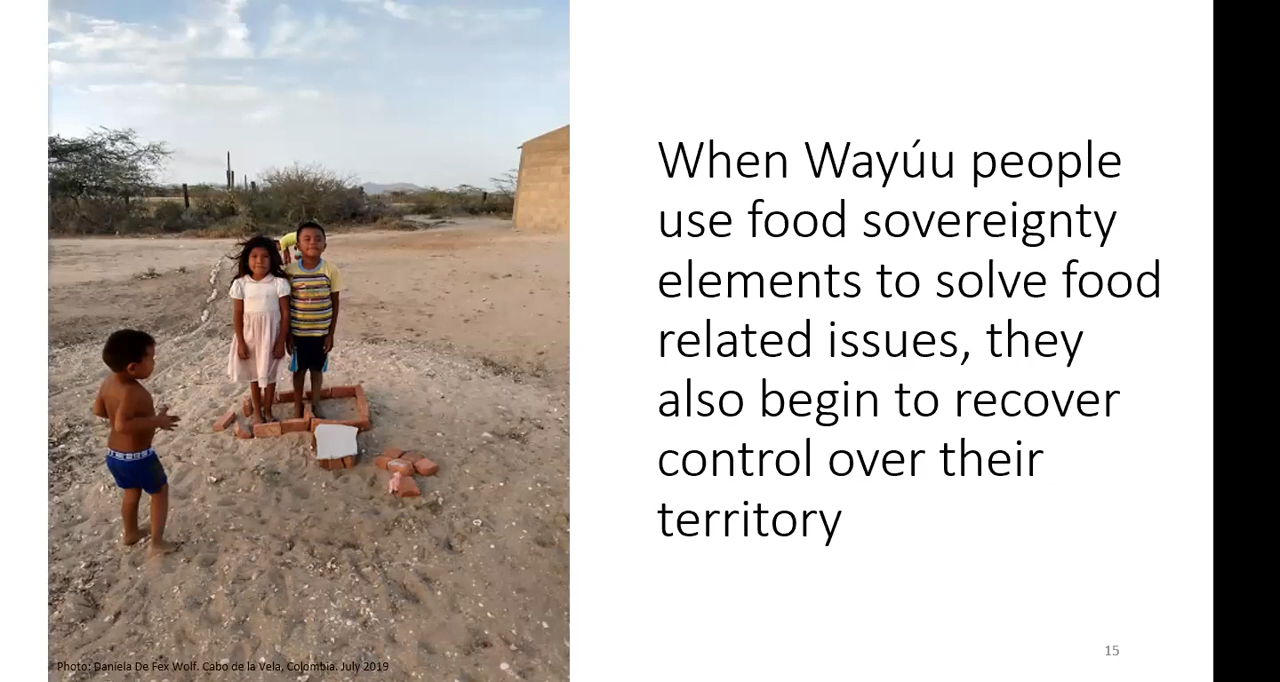 When Wayúu people
use food sovereignty
elements to solve food
related issues, they
also begin to recover
control over their
territory
Photo: Daniela De Fex Wolf. Cabo de la Vela, Colombia. July 2019
15